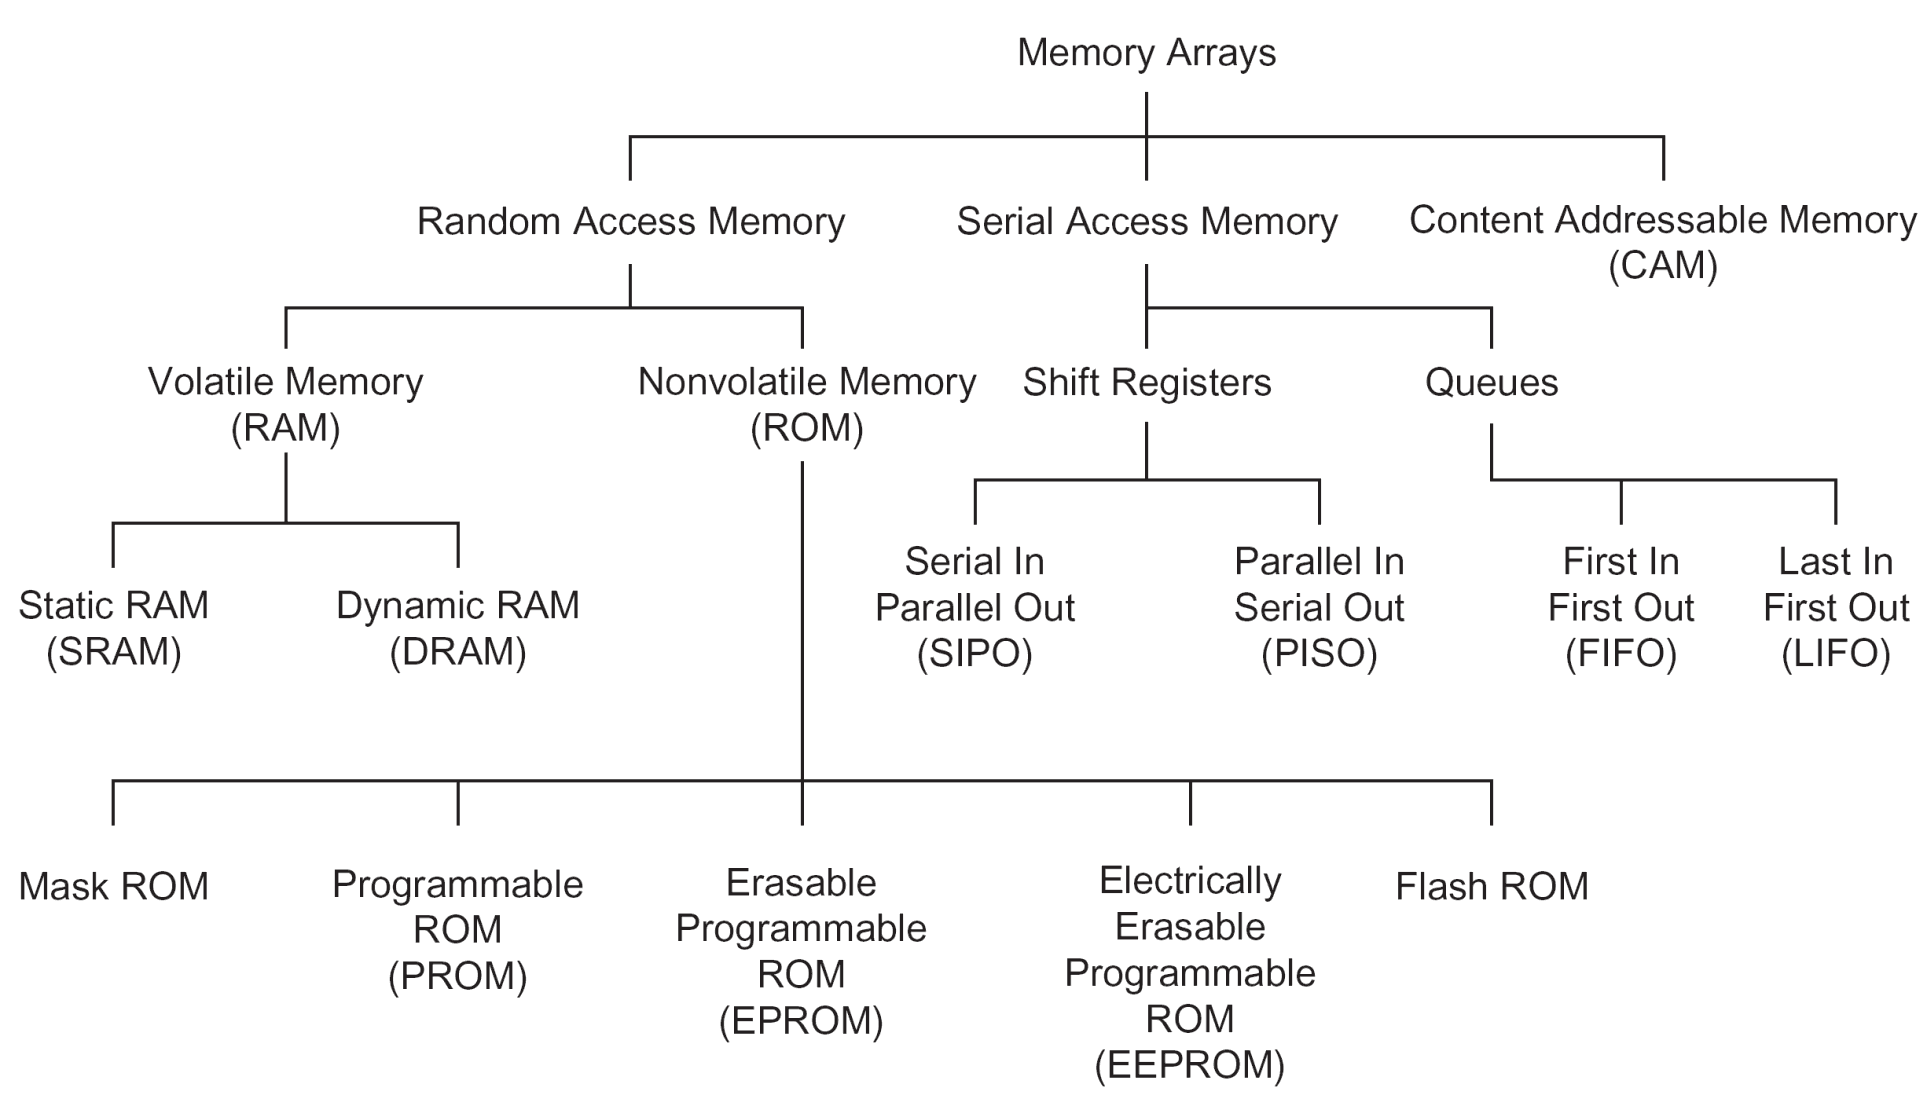 Memory Arrays
Random Access Memory
Serial Access Memory
Content Addressable Memory
(CAM)
Volatile Memory
(RAM)
Nonvolatile Memory
(ROM)
Shift Registers
Queues
Static RAM
(SRAM)
Dynamic RAM
(DRAM)
Serial In
Parallel Out
(SIPO)
Parallel In
Serial Out
(PISO)
First In
First Out
(FIFO)
Last In
First Out
(LIFO)
Mask ROM
Programmable
ROM
(PROM)
Erasable
Programmable
ROM
(EPROM)
Electrically
Erasable
Programmable
ROM
(EEPROM)
Flash ROM